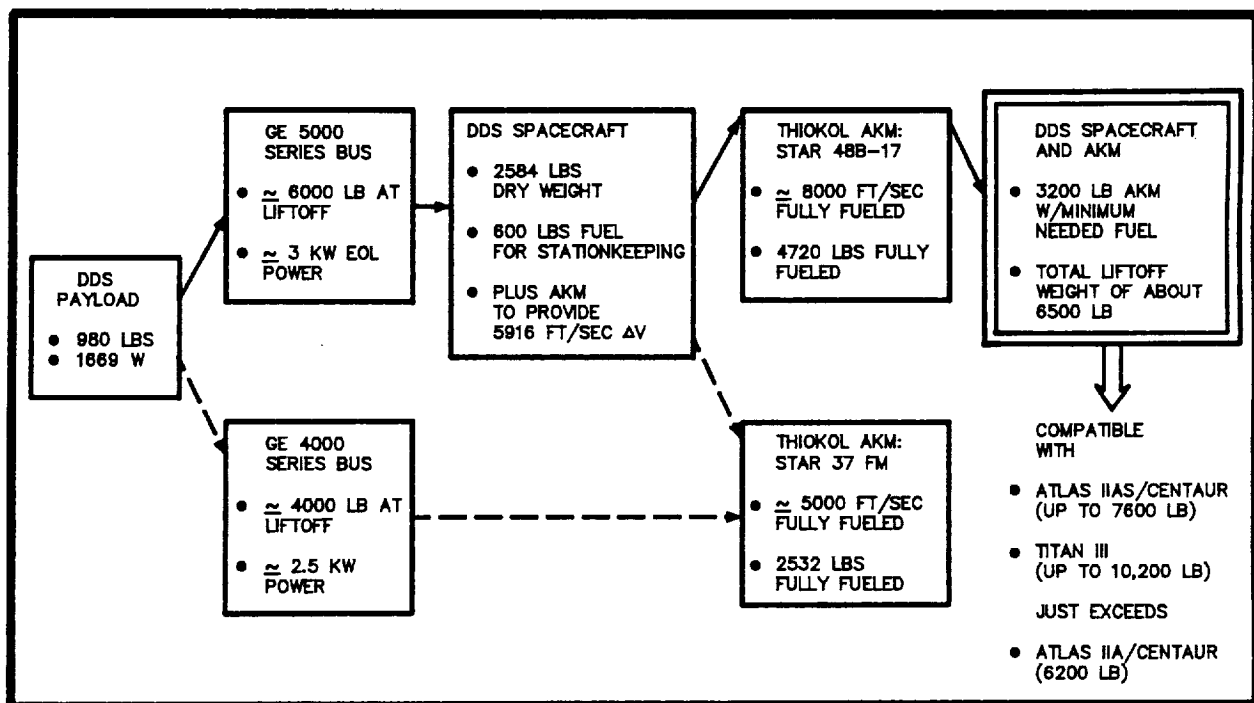 DDS
PAYLOAD
● 980 LBS
● 1669 W
GE 5000
SERIES BUS
● ≃ 6000 LB AT
LIFTOFF
● ≃ 3 KW EOL
POWER
GE 4000
SERIES BUS
● ≃ 4000 LB AT
LIFTOFF
● ≃ 2.5 KW
POWER
DDS SPACECRAFT
● 2584 LBS
DRY WEIGHT
● 600 LBS FUEL
FOR STATIONKEEPING
● PLUS AKM
TO PROVIDE
5916 FT/SEC ΔV
THIOKOL AKM:
STAR 48B-17
● ≃ 8000 FT/SEC
FULLY FUELED
● 4720 LBS FULLY
FUELED
THIOKOL AKM:
STAR 37 FM
● ≃ 5000 FT/SEC
FULLY FUELED
● 2532 LBS
FULLY FUELED
DDS SPACECRAFT
AND AKM
● 3200 LB AKM
W/MINIMUM
NEEDED FUEL
● TOTAL LIFTOFF
WEIGHT OF ABOUT
6500 LB
COMPATIBLE
WITH
● ATLAS IIAS/CENTAUR
(UP TO 7600 LB)
● TITAN III
(UP TO 10,200 LB)
JUST EXCEEDS
● ATLAS IIA/CENTAUR
(6200 LB)